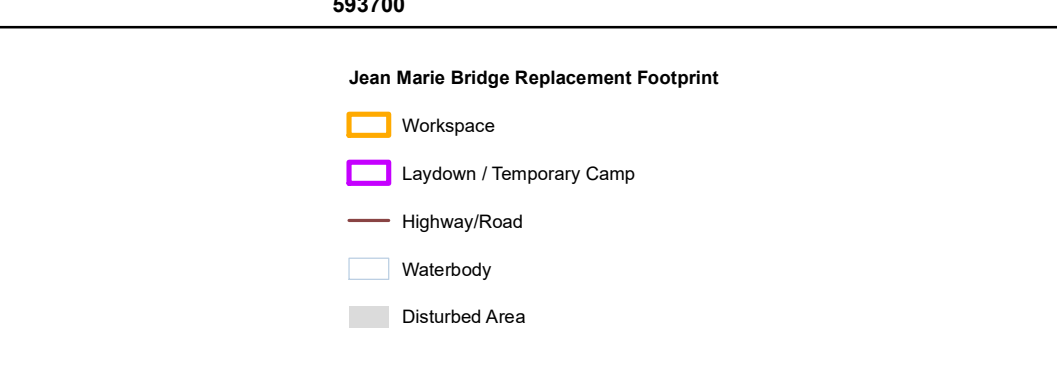 593700
Jean Marie Bridge Replacement Footprint
Workspace
Laydown / Temporary Camp
Highway/Road
Waterbody
Disturbed Area